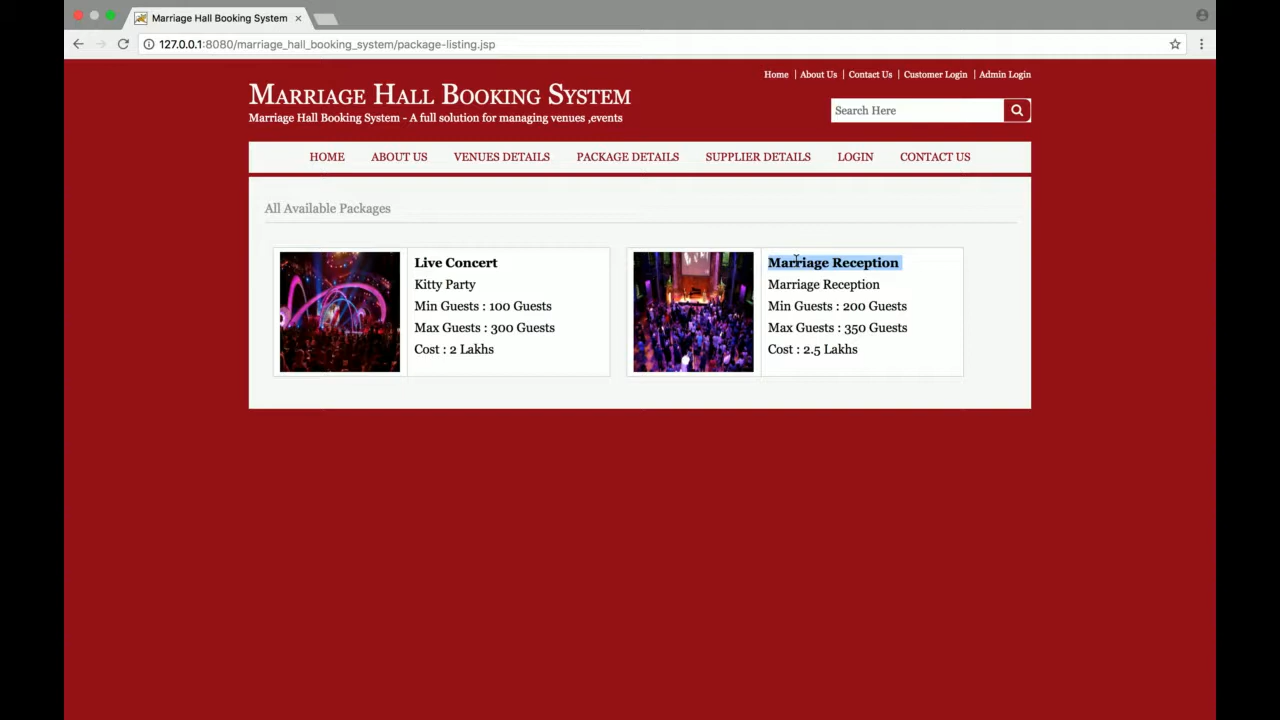 Marriage Hall Booking System
127.0.0.1:8080/marriage_hall_booking_system/package-listing.jsp
Home | About Us | Contact Us | Customer Login | Admin Login
Marriage Hall Booking System
Marriage Hall Booking System - A full solution for managing venues ,events
Search Here
HOME ABOUT US VENUES DETAILS PACKAGE DETAILS SUPPLIER DETAILS LOGIN CONTACT US
All Available Packages
Live Concert
Kitty Party
Min Guests : 100 Guests
Max Guests : 300 Guests
Cost : 2 Lakhs
Marriage Reception
Marriage Reception
Min Guests : 200 Guests
Max Guests : 350 Guests
Cost : 2.5 Lakhs